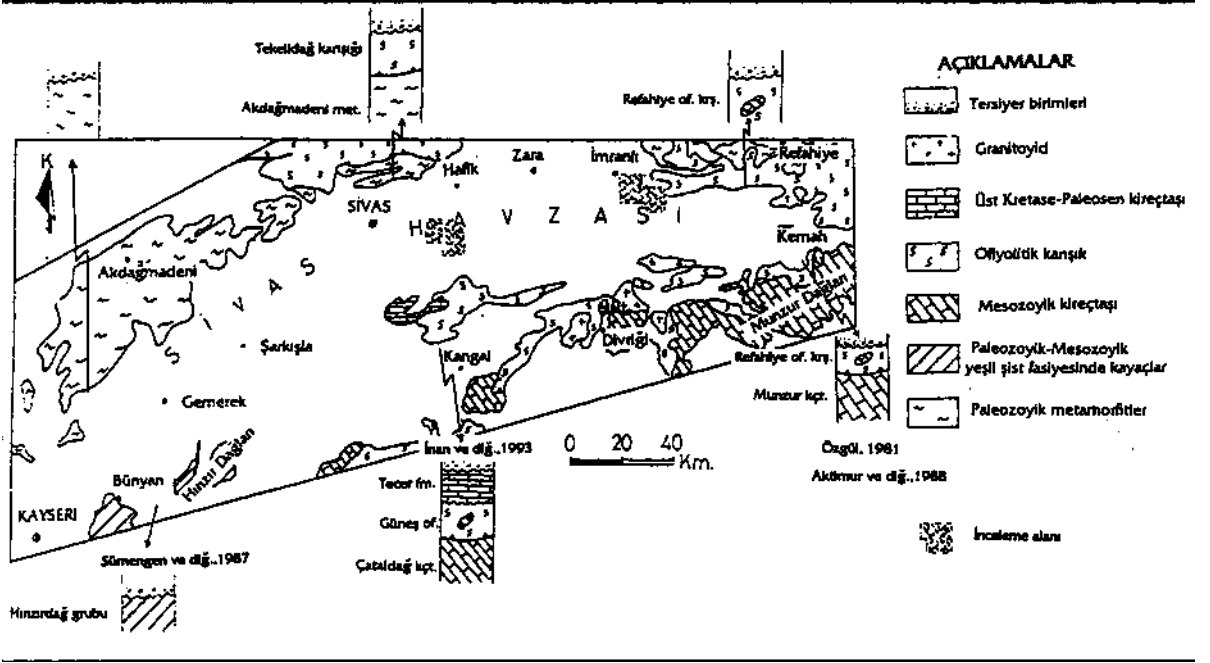 Tekelidağ karışığı
Akdağmadeni met.
Refahiye of. krş.
AÇIKLAMALAR
Tersiyer birimleri
Granitoyid
Üst Kretase-Paleosen kireçtaşı
Ofiyolitik karışık
Mesozoyik kireçtaşı
Paleozoyik-Mesozoyik
yeşil şist fasiyesinde kayaçlar
Paleozoyik metamorfitler
İnceleme alanı
K
Hafik
Zara
İmranlı
Refahiye
SİVAS
SİVAS HAVZASI
Kemah
Akdağmadeni
Munzur Dağları
Şarkışla
Divriği
Kangal
Gemerek
Hınzır Dağları
Bünyan
KAYSERİ
Refahiye of. krş.
Munzur kçt.
Özgül, 1981
Aktimur ve diğ.,1988
İnan ve diğ.,1993
0 20 40
Km.
Tecer fm.
Güneş of.
Çataldağ kçt.
Sümengen ve diğ.,1987
Hınzırdağ grubu